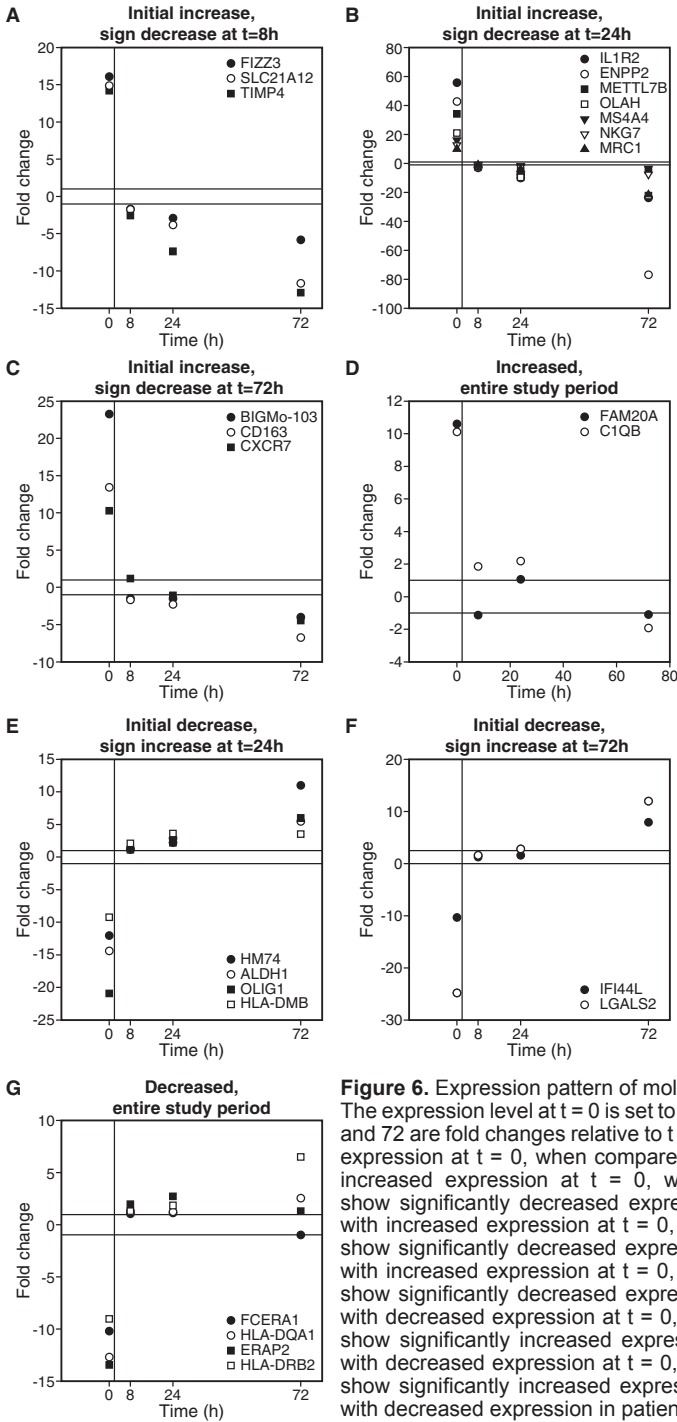 A
Initial increase,
sign decrease at t=8h
FIZZ3
SLC21A12
TIMP4
Fold change
20
15
10
5
0
-5
-10
-15
0 8 24 72
Time (h)
B
Initial increase,
sign decrease at t=24h
IL1R2
ENPP2
METTL7B
OLAH
MS4A4
NKG7
MRC1
Fold change
80
60
40
20
0
-20
-40
-60
-80
-100
0 8 24 72
Time (h)
C
Initial increase,
sign decrease at t=72h
BIGMo-103
CD163
CXCR7
Fold change
25
20
15
10
5
0
-5
-10
0 8 24 72
Time (h)
D
Increased,
entire study period
FAM20A
C1QB
Fold change
12
10
8
6
4
2
0
-2
-4
0 20 40 60 80
Time (h)
E
Initial decrease,
sign increase at t=24h
HM74
ALDH1
OLIG1
HLA-DMB
Fold change
15
10
5
0
-5
-10
-15
-20
-25
0 8 24 72
Time (h)
F
Initial decrease,
sign increase at t=72h
IFI44L
LGALS2
Fold change
20
10
0
-10
-20
-30
0 8 24 72
Time (h)
G
Decreased,
entire study period
FCERA1
HLA-DQA1
ERAP2
HLA-DRB2
Fold change
10
5
0
-5
-10
-15
0 8 24 72
Time (h)
Figure 6. Expression pattern of mol
The expression level at t = 0 is set to
and 72 are fold changes relative to t
expression at t = 0, when compare
increased expression at t = 0, w
show significantly decreased expre
with increased expression at t = 0,
show significantly decreased expre
with increased expression at t = 0,
show significantly decreased expre
with decreased expression at t = 0,
show significantly increased expres
with decreased expression at t = 0,
show significantly increased expres
with decreased expression in patien